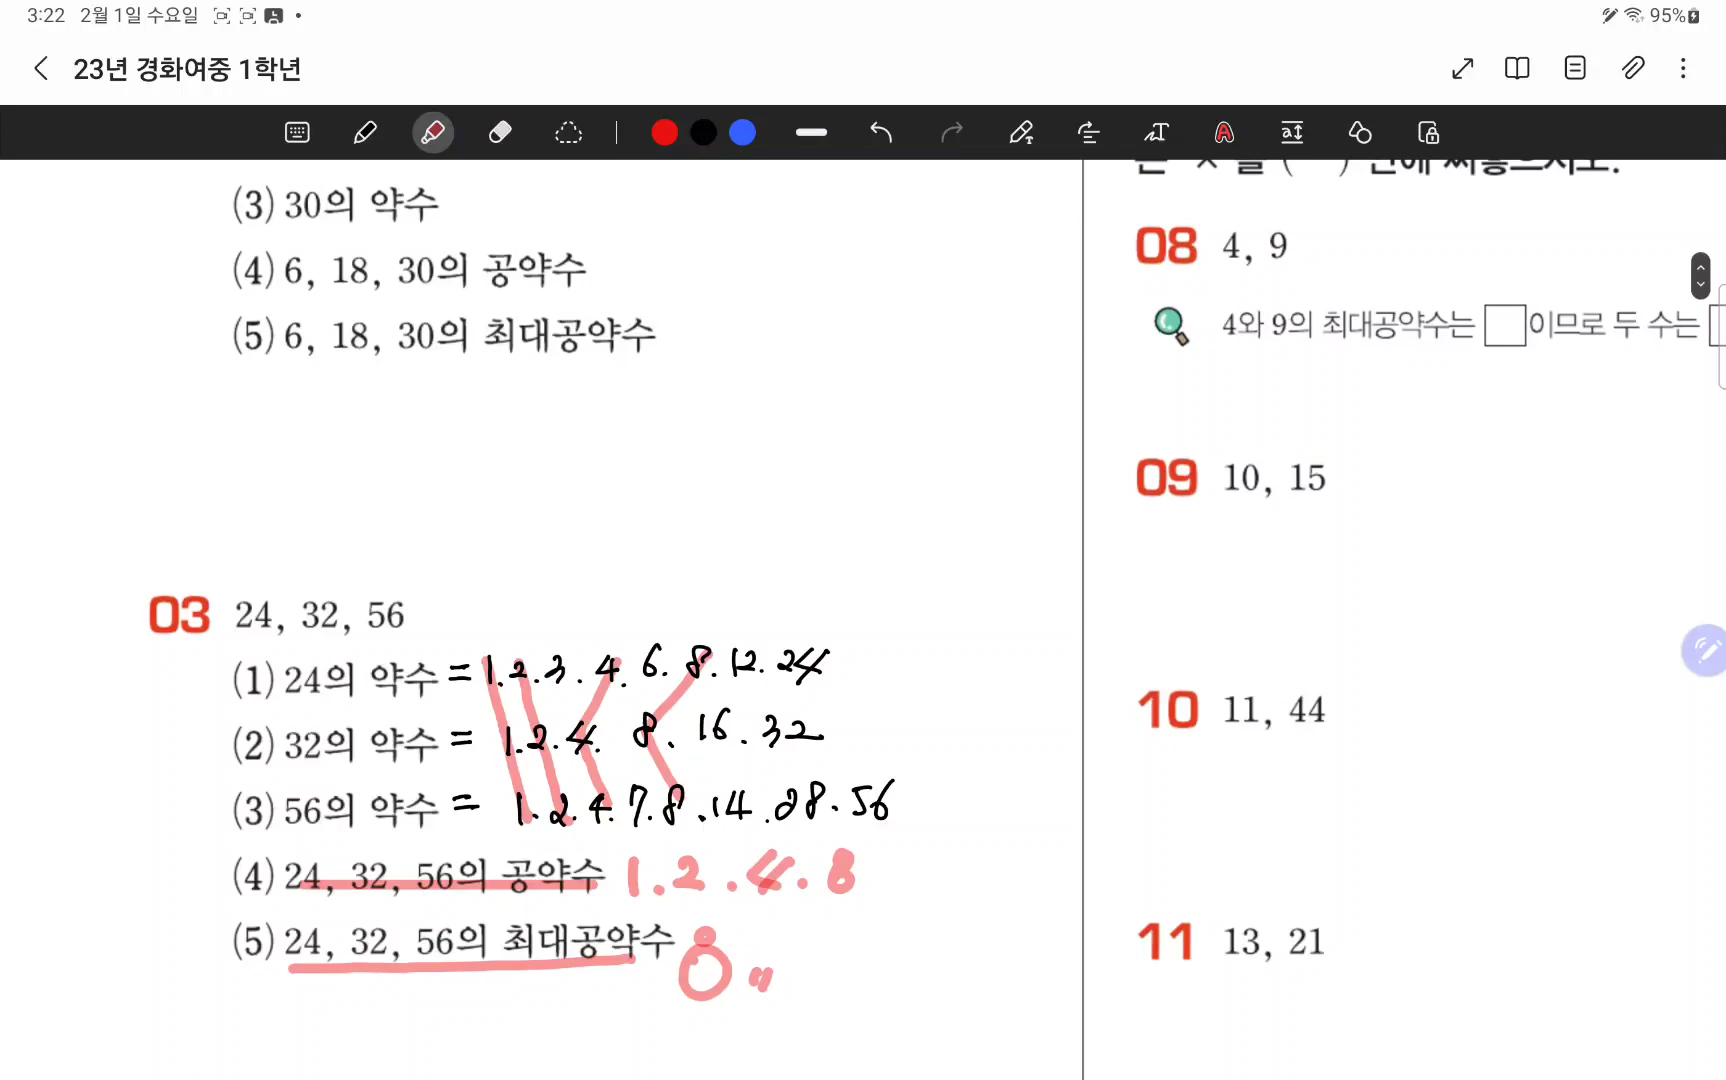 3:22 2월 1일 수요일
95%
23년 경화여중 1학년
(3) 30의 약수
(4) 6, 18, 30의 공약수
(5) 6, 18, 30의 최대공약수
03 24, 32, 56
(1) 24의 약수 = 1. 2. 3. 4. 6. 8. 12. 24
(2) 32의 약수 = 1. 2. 4. 8. 16. 32
(3) 56의 약수 = 1. 2. 4. 7. 8. 14. 28. 56
(4) 24, 32, 56의 공약수 1. 2. 4. 8
(5) 24, 32, 56의 최대공약수 8〃
08 4, 9
4와 9의 최대공약수는 □이므로 두 수는
09 10, 15
10 11, 44
11 13, 21